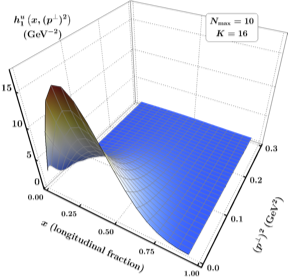 h₁ᵘ (x, (p^⊥)²)
(GeV⁻²)
N_max = 10
K = 16
15
10
5
0
0.00
0.25
0.50
0.75
1.00
x (longitudinal fraction)
0.0
0.1
0.2
0.3
(p^⊥)² (GeV²)